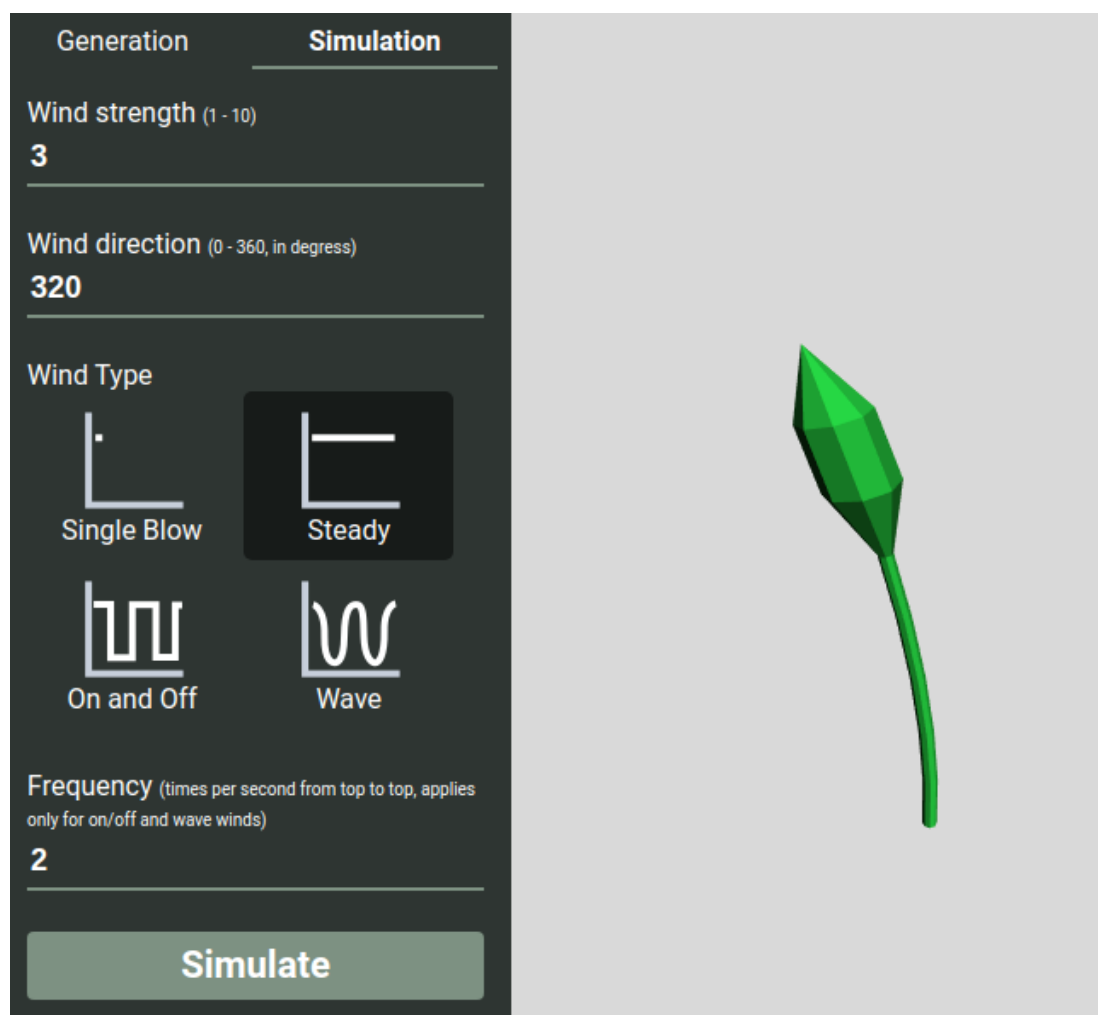 Generation Simulation
Wind strength (1 - 10)
3
Wind direction (0 - 360, in degress)
320
Wind Type
Single Blow Steady
On and Off Wave
Frequency (times per second from top to top, applies
only for on/off and wave winds)
2
Simulate